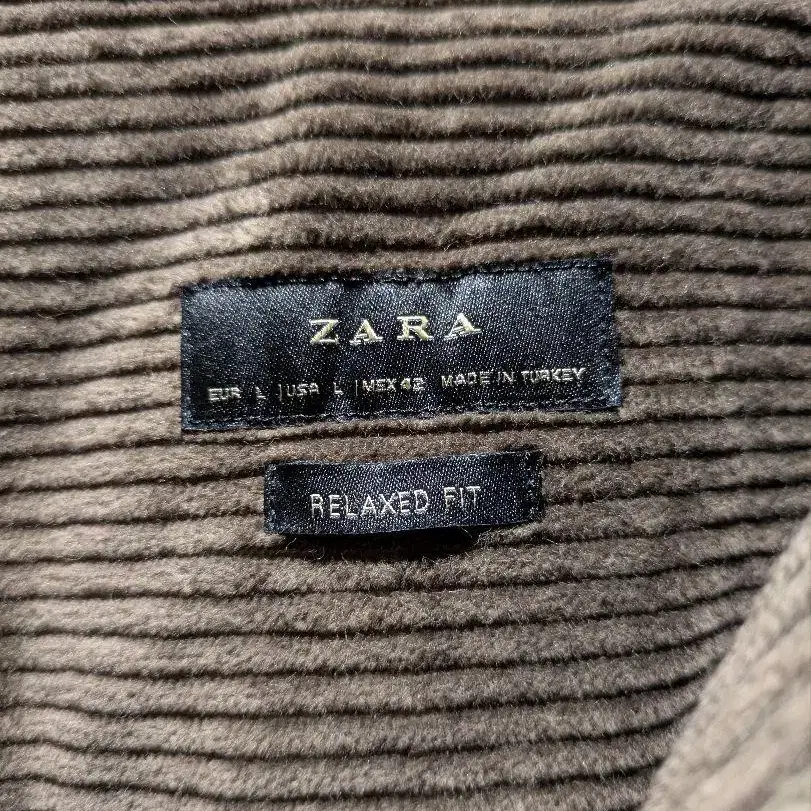 ZARA
EUR L | USA L | MEX 42 MADE IN TURKEY
RELAXED FIT